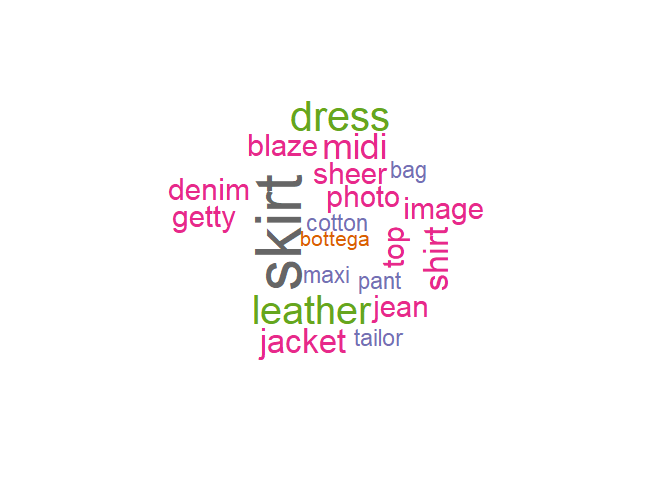 dress
blaze midi
sheer bag
denim
skirt
photo
getty
image
cotton
bottega
top
shirt
maxi
pant
leather
jean
jacket
tailor